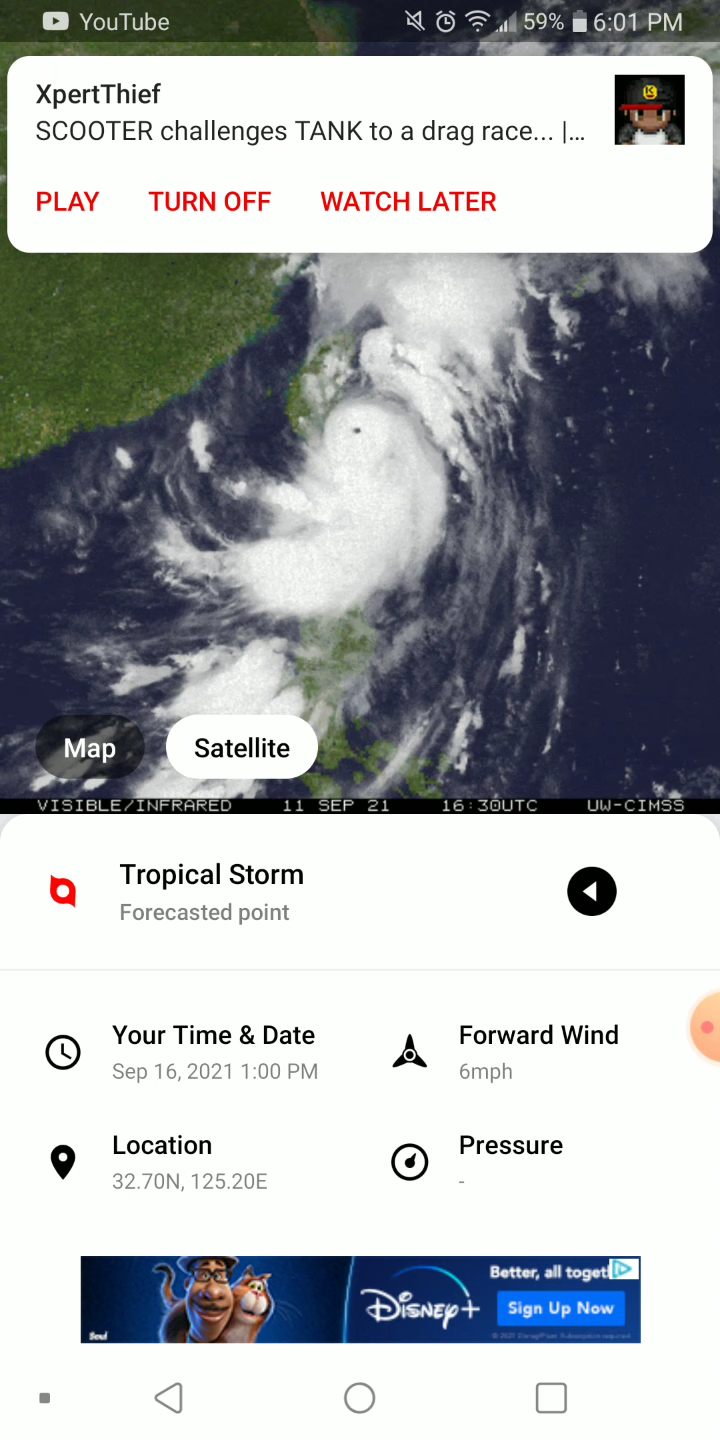 YouTube 59% 6:01 PM
XpertThief
SCOOTER challenges TANK to a drag race... |...
PLAY TURN OFF WATCH LATER
Map Satellite
VISIBLE/INFRARED 11 SEP 21 16:30UTC UW-CIMSS
Tropical Storm
Forecasted point
Your Time & Date
Sep 16, 2021 1:00 PM
Forward Wind
6mph
Location
32.70N, 125.20E
Pressure
-
Better, all toget
Disney+
Sign Up Now
Soul